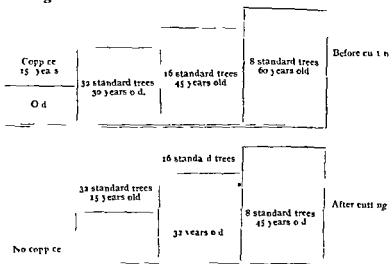 Copp ce
15 yea s
O d
32 standard trees
30 years o d.
16 standard trees
45 years old
8 standard trees
60 years old
Before cu t n
No copp ce
32 standard trees
15 years old
16 standa d trees
32 years o d
8 standard trees
45 years o d
After cutt ng